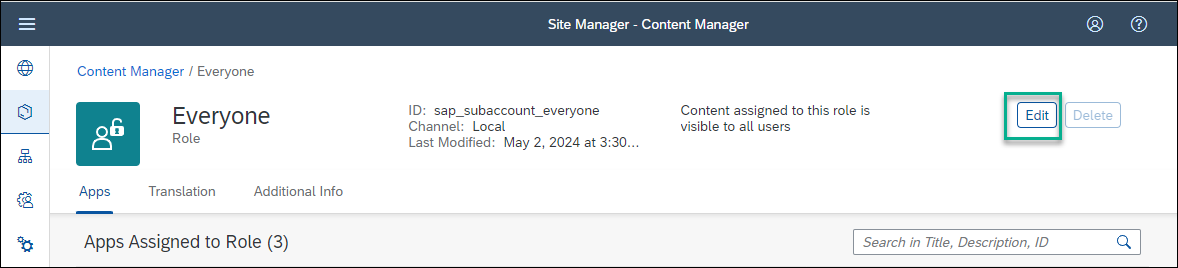 Site Manager - Content Manager
Content Manager / Everyone
Everyone
Role
ID: sap_subaccount_everyone
Channel: Local
Last Modified: May 2, 2024 at 3:30...
Content assigned to this role is
visible to all users
Edit
Delete
Apps
Translation
Additional Info
Apps Assigned to Role (3)
Search in Title, Description, ID